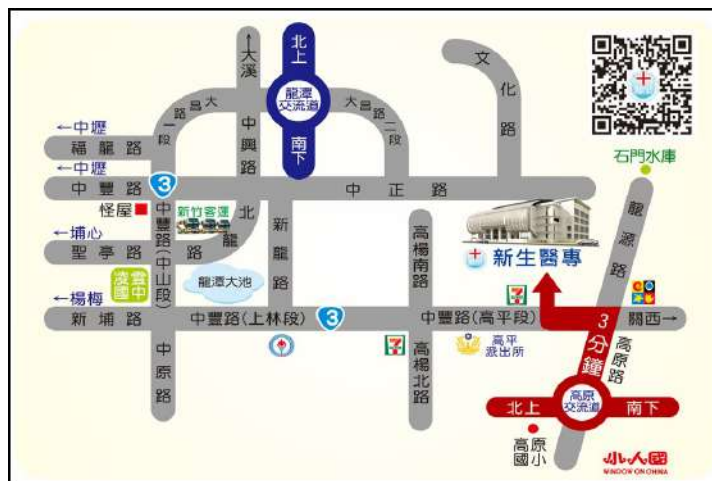 北上
龍潭
交流道
南下
←大溪
中興路
大昌路一段
大昌路二段
文化路
←中壢
福龍路
←中壢
中豐路
3
中正路
石門水庫
怪屋
新竹客運
中豐路(中山段)
北龍路
新龍路
高楊南路
新生醫專
龍源路
←埔心
聖亭路
凌雲
國中
龍潭大池
←楊梅
新埔路
中豐路(上林段)
3
中豐路(高平段)
7
ELEVEN
關西→
3分鐘
高原路
中原路
7
ELEVEN
高楊北路
高平
派出所
北上
高原
交流道
南下
高原
國小
小人國
WINDOW ON CHINA